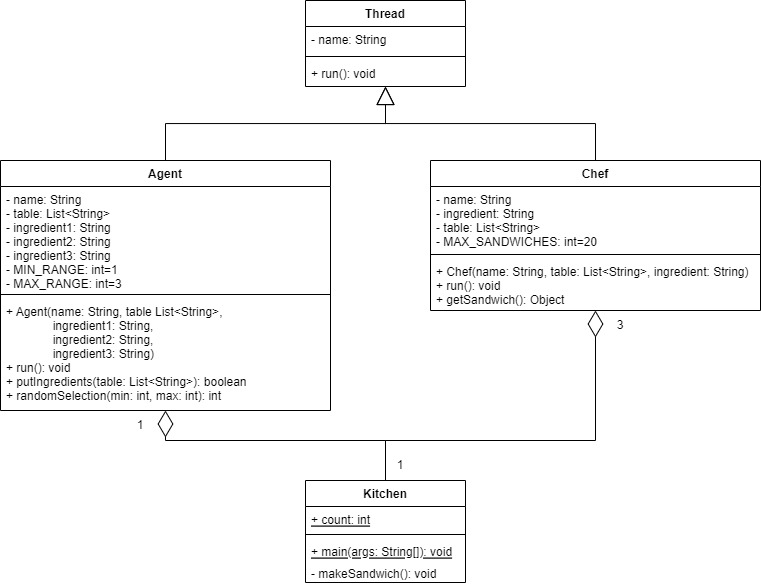 Thread
- name: String
+ run(): void
Agent
- name: String
- table: List<String>
- ingredient1: String
- ingredient2: String
- ingredient3: String
- MIN_RANGE: int=1
- MAX_RANGE: int=3
+ Agent(name: String, table List<String>,
ingredient1: String,
ingredient2: String,
ingredient3: String)
+ run(): void
+ putIngredients(table: List<String>): boolean
+ randomSelection(min: int, max: int): int
1
Chef
- name: String
- ingredient: String
- table: List<String>
- MAX_SANDWICHES: int=20
+ Chef(name: String, table: List<String>, ingredient: String)
+ run(): void
+ getSandwich(): Object
3
1
Kitchen
+ count: int
+ main(args: String[]): void
- makeSandwich(): void